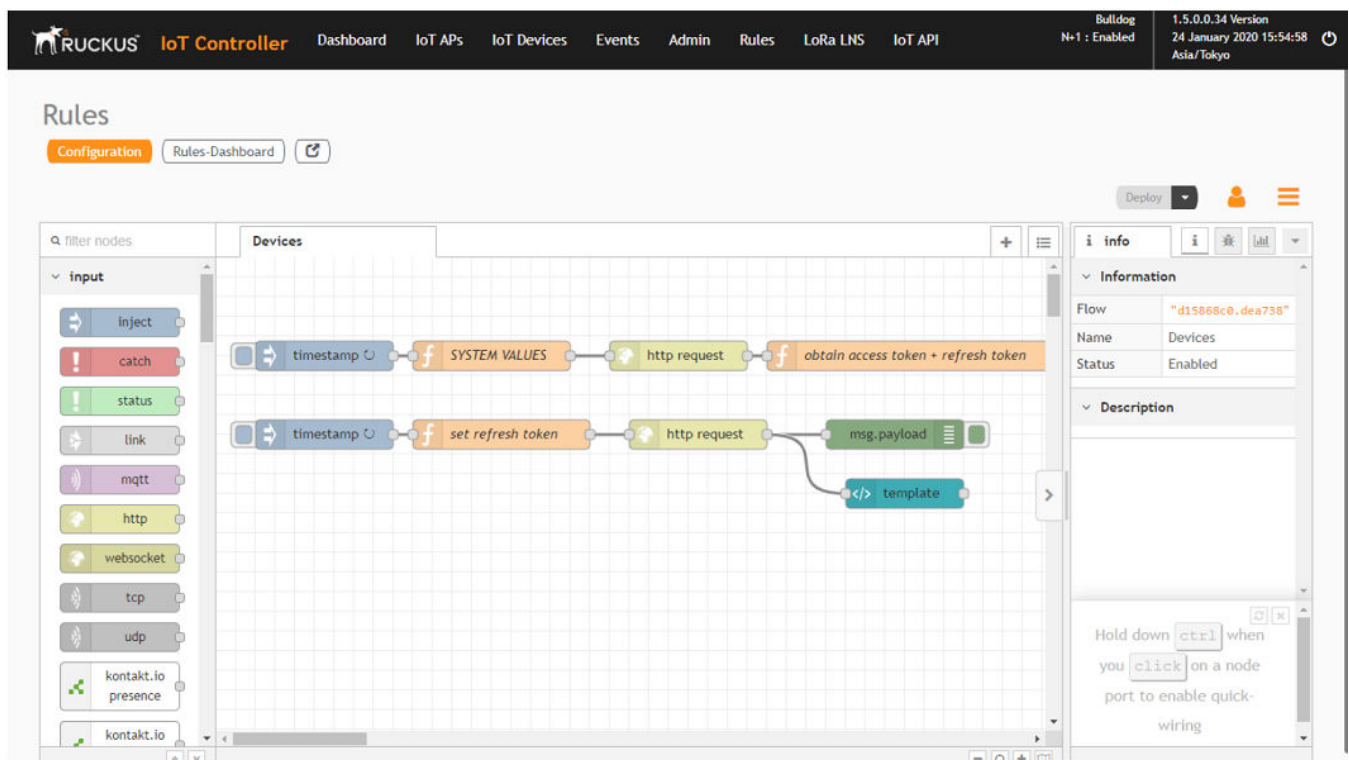 Bulldog
N+1 : Enabled
1.5.0.0.34 Version
24 January 2020 15:54:58
Asia/Tokyo
RUCKUS IoT Controller Dashboard IoT APs IoT Devices Events Admin Rules LoRa LNS IoT API
Rules
Configuration Rules-Dashboard
Deploy
filter nodes
Devices
i info
input
inject
catch
status
link
mqtt
http
websocket
tcp
udp
kontakt.io
presence
kontakt.io
timestamp SYSTEM VALUES http request obtain access token + refresh token
timestamp set refresh token http request msg.payload
</> template
Information
Flow "d15868c0.dea738"
Name Devices
Status Enabled
Description
Hold down ctrl when
you click on a node
port to enable quick-
wiring